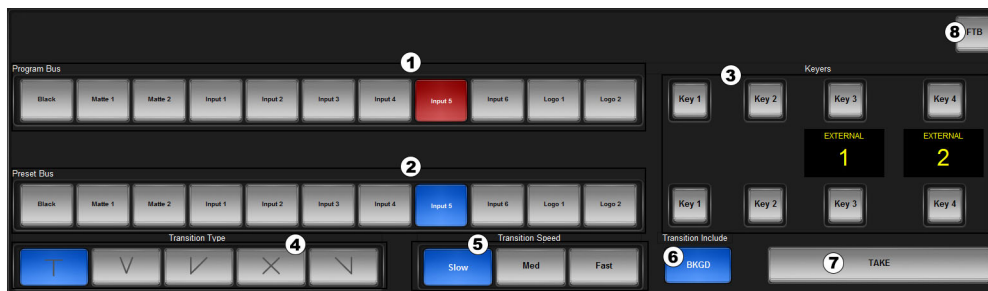 8 FTB
1
Program Bus
3
Keyers
Black Matte 1 Matte 2 Input 1 Input 2 Input 3 Input 4 Input 5 Input 6 Logo 1 Logo 2
Key 1 Key 2 Key 3 Key 4
EXTERNAL EXTERNAL
1 2
2
Preset Bus
Black Matte 1 Matte 2 Input 1 Input 2 Input 3 Input 4 Input 5 Input 6 Logo 1 Logo 2
Key 1 Key 2 Key 3 Key 4
Transition Type 4
5 Transition Speed
Transition Include
Slow Med Fast
6 BKGD
7 TAKE